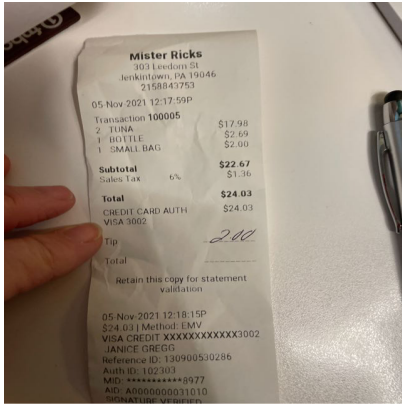 Mister Ricks
303 Leedom St
Jenkintown, PA 19046
2158843753
05-Nov-2021 12:17:59P
Transaction 100005
2 TUNA $17.98
1 BOTTLE $2.69
1 SMALL BAG $2.00
Subtotal $22.67
Sales Tax 6% $1.36
Total $24.03
CREDIT CARD AUTH $24.03
VISA 3002
Tip 2.00
Total
Retain this copy for statement
validation
05-Nov-2021 12:18:15P
$24.03 | Method: EMV
VISA CREDIT XXXXXXXXXXXX3002
JANICE GREGG
Reference ID: 130900530286
Auth ID: 102303
MID: ***********8977
AID: A0000000031010
SIGNATURE VERIFIED